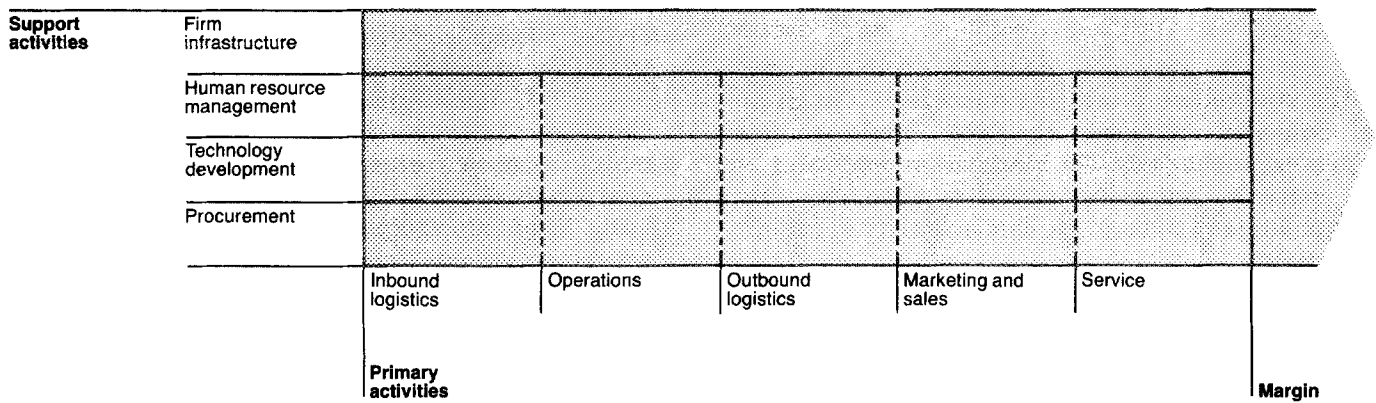 Support
activities
Firm
infrastructure
Human resource
management
Technology
development
Procurement
Inbound
logistics
Operations
Outbound
logistics
Marketing and
sales
Service
Primary
activities
Margin